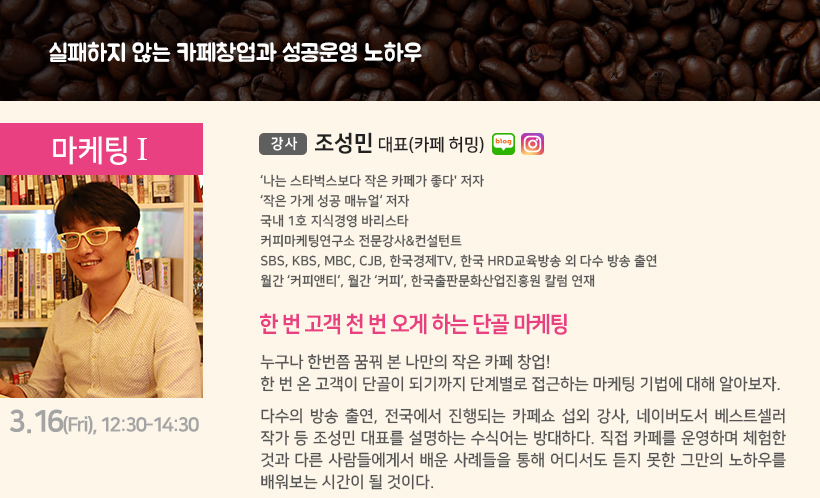 실패하지 않는 카페창업과 성공운영 노하우
마케팅 I
3.16(Fri), 12:30-14:30
강사 조성민 대표(카페 허밍) blog
‘나는 스타벅스보다 작은 카페가 좋다’ 저자
‘작은 가게 성공 매뉴얼’ 저자
국내 1호 지식경영 바리스타
커피마케팅연구소 전문강사&컨설턴트
SBS, KBS, MBC, CJB, 한국경제TV, 한국 HRD교육방송 외 다수 방송 출연
월간 ‘커피앤티’, 월간 ‘커피’, 한국출판문화산업진흥원 칼럼 연재
한 번 고객 천 번 오게 하는 단골 마케팅
누구나 한번쯤 꿈꿔 본 나만의 작은 카페 창업!
한 번 온 고객이 단골이 되기까지 단계별로 접근하는 마케팅 기법에 대해 알아보자.
다수의 방송 출연, 전국에서 진행되는 카페쇼 섭외 강사, 네이버도서 베스트셀러
작가 등 조성민 대표를 설명하는 수식어는 방대하다. 직접 카페를 운영하며 체험한
것과 다른 사람들에게서 배운 사례들을 통해 어디서도 듣지 못한 그만의 노하우를
배워보는 시간이 될 것이다.